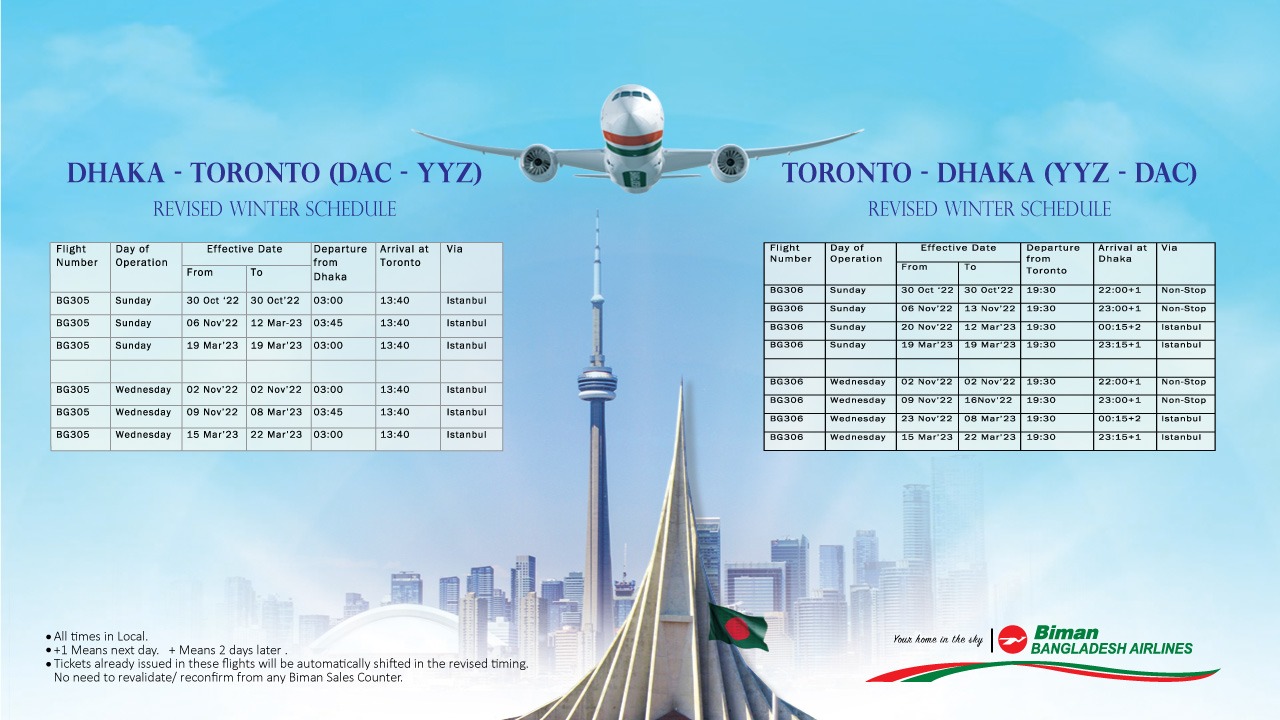 DHAKA - TORONTO (DAC - YYZ)
REVISED WINTER SCHEDULE
Flight Number Day of Operation Effective Date Departure from Dhaka Arrival at Toronto Via
From To
BG305 Sunday 30 Oct '22 30 Oct'22 03:00 13:40 Istanbul
BG305 Sunday 06 Nov'22 12 Mar-23 03:45 13:40 Istanbul
BG305 Sunday 19 Mar'23 19 Mar'23 03:00 13:40 Istanbul
BG305 Wednesday 02 Nov'22 02 Nov'22 03:00 13:40 Istanbul
BG305 Wednesday 09 Nov'22 08 Mar'23 03:45 13:40 Istanbul
BG305 Wednesday 15 Mar'23 22 Mar'23 03:00 13:40 Istanbul
TORONTO - DHAKA (YYZ - DAC)
REVISED WINTER SCHEDULE
Flight Number Day of Operation Effective Date Departure from Toronto Arrival at Dhaka Via
From To
BG306 Sunday 30 Oct '22 30 Oct'22 19:30 22:00+1 Non-Stop
BG306 Sunday 06 Nov'22 13 Nov'22 19:30 23:00+1 Non-Stop
BG306 Sunday 20 Nov'22 12 Mar'23 19:30 00:15+2 Istanbul
BG306 Sunday 19 Mar'23 19 Mar'23 19:30 23:15+1 Istanbul
BG306 Wednesday 02 Nov'22 02 Nov'22 19:30 22:00+1 Non-Stop
BG306 Wednesday 09 Nov'22 16Nov'22 19:30 23:00+1 Non-Stop
BG306 Wednesday 23 Nov'22 08 Mar'23 19:30 00:15+2 Istanbul
BG306 Wednesday 15 Mar'23 22 Mar'23 19:30 23:15+1 Istanbul
• All times in Local.
• +1 Means next day. + Means 2 days later .
• Tickets already issued in these flights will be automatically shifted in the revised timing.
No need to revalidate/ reconfirm from any Biman Sales Counter.
Your home in the sky
Biman
BANGLADESH AIRLINES